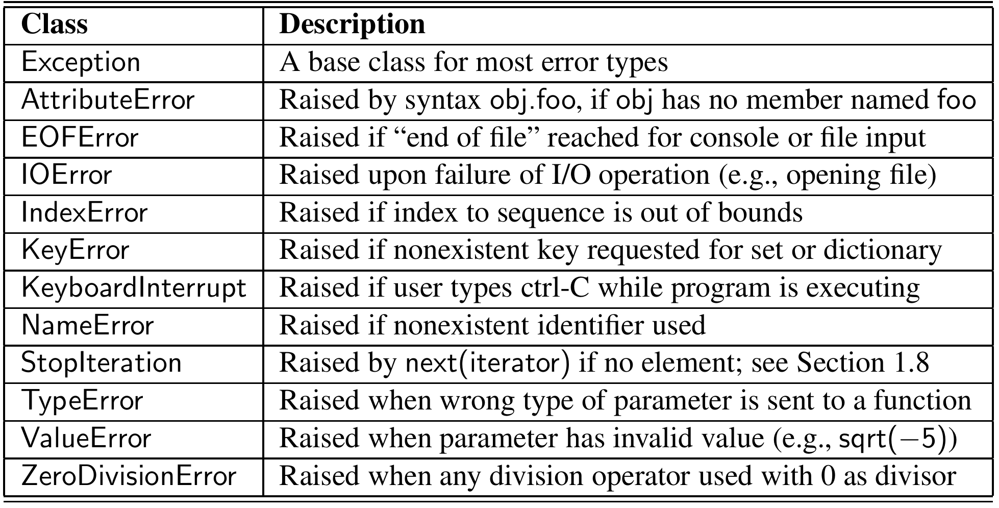 Class Description
Exception A base class for most error types
AttributeError Raised by syntax obj.foo, if obj has no member named foo
EOFError Raised if “end of file” reached for console or file input
IOError Raised upon failure of I/O operation (e.g., opening file)
IndexError Raised if index to sequence is out of bounds
KeyError Raised if nonexistent key requested for set or dictionary
KeyboardInterrupt Raised if user types ctrl-C while program is executing
NameError Raised if nonexistent identifier used
StopIteration Raised by next(iterator) if no element; see Section 1.8
TypeError Raised when wrong type of parameter is sent to a function
ValueError Raised when parameter has invalid value (e.g., sqrt(−5))
ZeroDivisionError Raised when any division operator used with 0 as divisor